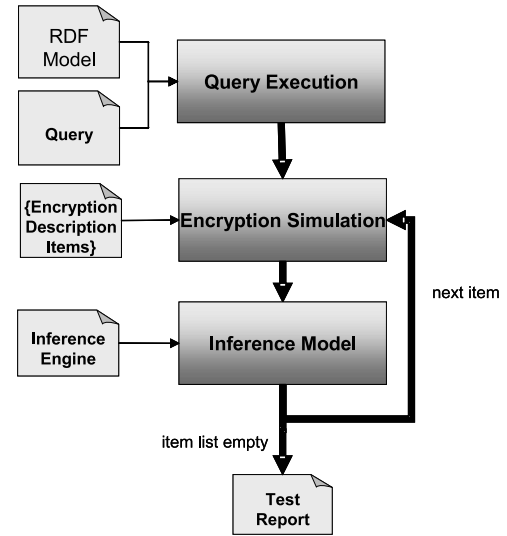 RDF
Model
Query Execution
Query
{Encryption
Description
Items}
Encryption Simulation
next item
Inference
Engine
Inference Model
item list empty
Test
Report